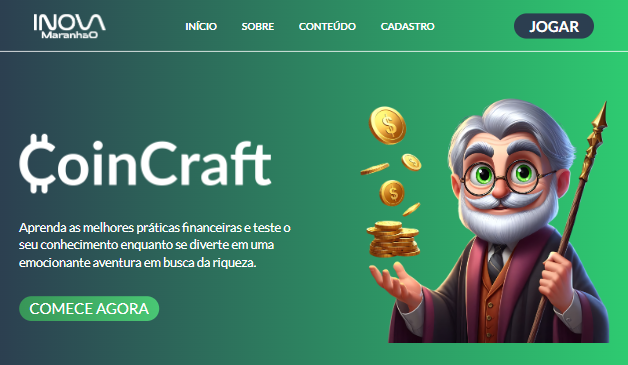 INOVA
MaranhãO
INÍCIO SOBRE CONTEÚDO CADASTRO JOGAR
CoinCraft
Aprenda as melhores práticas financeiras e teste o
seu conhecimento enquanto se diverte em uma
emocionante aventura em busca da riqueza.
COMECE AGORA